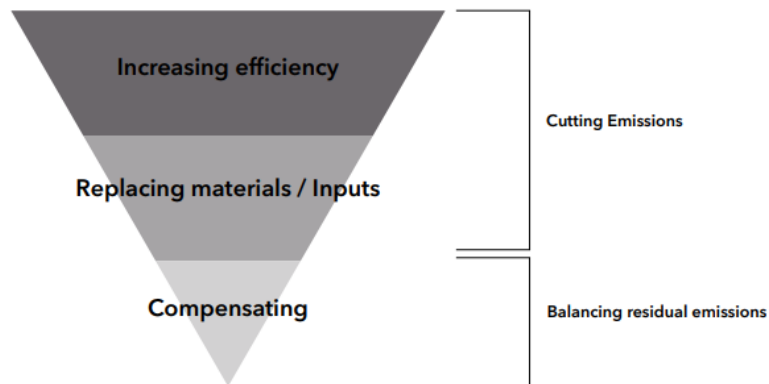 Increasing efficiency
Cutting Emissions
Replacing materials / Inputs
Compensating
Balancing residual emissions